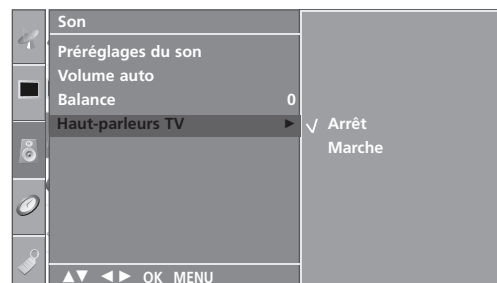 Son
Préréglages du son
Volume auto
Balance 0
Haut-parleurs TV ► √ Arrêt
Marche
▲▼ ◄► OK MENU